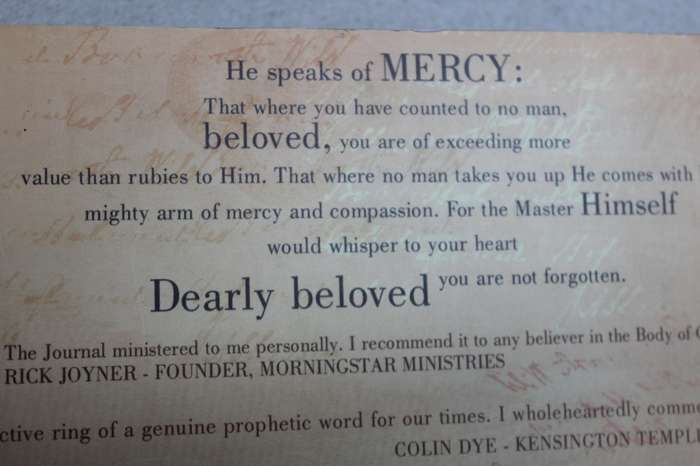 He speaks of MERCY:
That where you have counted to no man,
beloved, you are of exceeding more
value than rubies to Him. That where no man takes you up He comes with
mighty arm of mercy and compassion. For the Master Himself
would whisper to your heart
Dearly beloved you are not forgotten.
The Journal ministered to me personally. I recommend it to any believer in the Body of
RICK JOYNER - FOUNDER, MORNINGSTAR MINISTRIES
ctive ring of a genuine prophetic word for our times. I wholeheartedly comm
COLIN DYE - KENSINGTON TEMPL